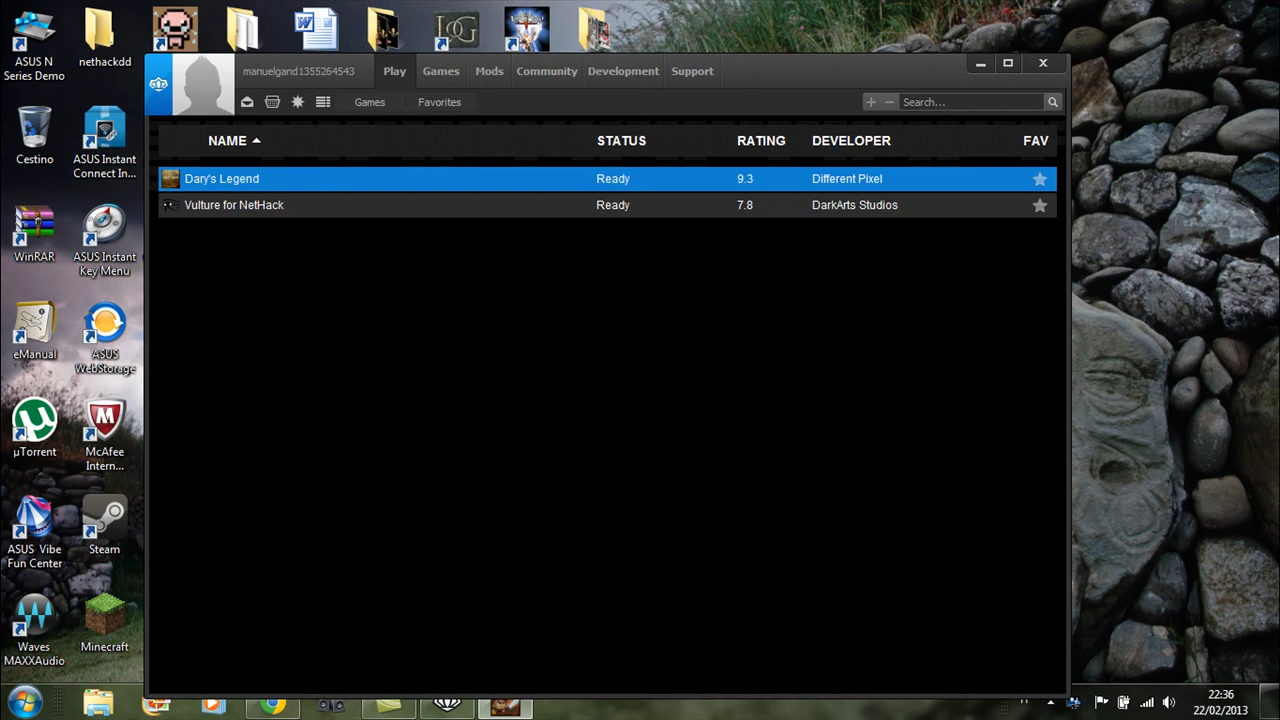 ASUS N
Series Demo
nethackdd
Cestino
ASUS Instant
Connect In...
WinRAR
ASUS Instant
Key Menu
eManual
ASUS
WebStorage
µTorrent
McAfee
Intern...
ASUS Vibe
Fun Center
Steam
Waves
MAXXAudio
Minecraft
manuelgand1355264543
Play
Games
Mods
Community
Development
Support
Games
Favorites
Search...
NAME
STATUS
RATING
DEVELOPER
FAV
Dary's Legend
Ready
9.3
Different Pixel
Vulture for NetHack
Ready
7.8
DarkArts Studios
22:36
22/02/2013